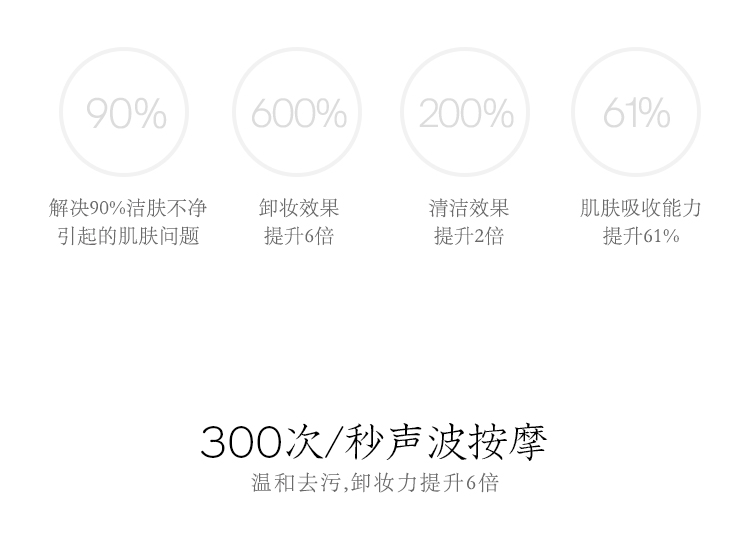 90%
600%
200%
61%
解决90%洁肤不净
引起的肌肤问题
卸妆效果
提升6倍
清洁效果
提升2倍
肌肤吸收能力
提升61%
300次/秒声波按摩
温和去污,卸妆力提升6倍